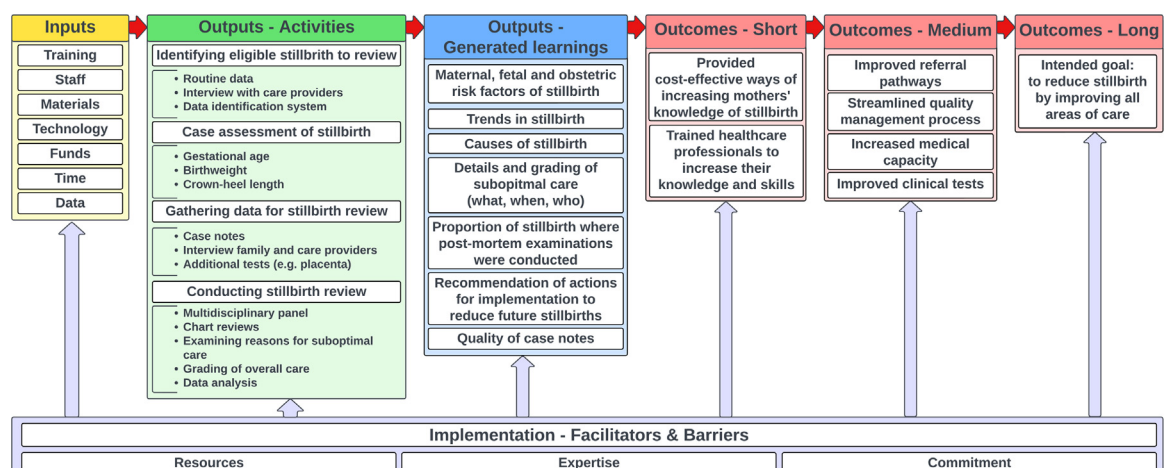 Inputs
Training
Staff
Materials
Technology
Funds
Time
Data
Outputs - Activities
Identifying eligible stillbrith to review
• Routine data
• Interview with care providers
• Data identification system
Case assessment of stillbirth
• Gestational age
• Birthweight
• Crown-heel length
Gathering data for stillbirth review
• Case notes
• Interview family and care providers
• Additional tests (e.g. placenta)
Conducting stillbirth review
• Multidisciplinary panel
• Chart reviews
• Examining reasons for suboptimal
care
• Grading of overall care
• Data analysis
Outputs -
Generated learnings
Maternal, fetal and obstetric
risk factors of stillbirth
Trends in stillbirth
Causes of stillbirth
Details and grading of
subopitmal care
(what, when, who)
Proportion of stillbirth where
post-mortem examinations
were conducted
Recommendation of actions
for implementation to
reduce future stillbirths
Quality of case notes
Outcomes - Short
Provided
cost-effective ways of
increasing mothers'
knowledge of stillbirth
Trained healthcare
professionals to
increase their
knowledge and skills
Outcomes - Medium
Improved referral
pathways
Streamlined quality
management process
Increased medical
capacity
Improved clinical tests
Outcomes - Long
Intended goal:
to reduce stillbirth
by improving all
areas of care
Implementation - Facilitators & Barriers
Resources
Expertise
Commitment